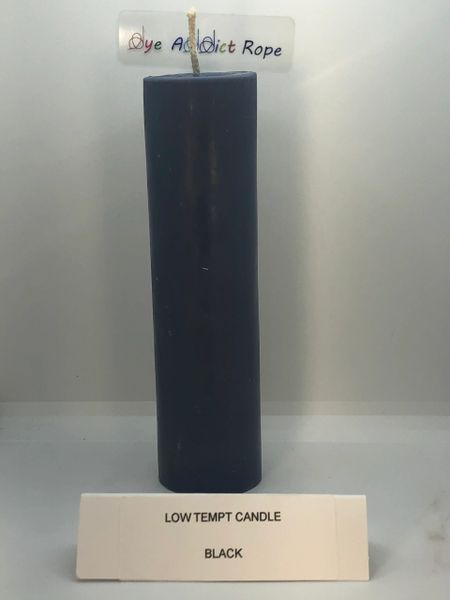 Dye Addict Rope
LOW TEMPT CANDLE
BLACK